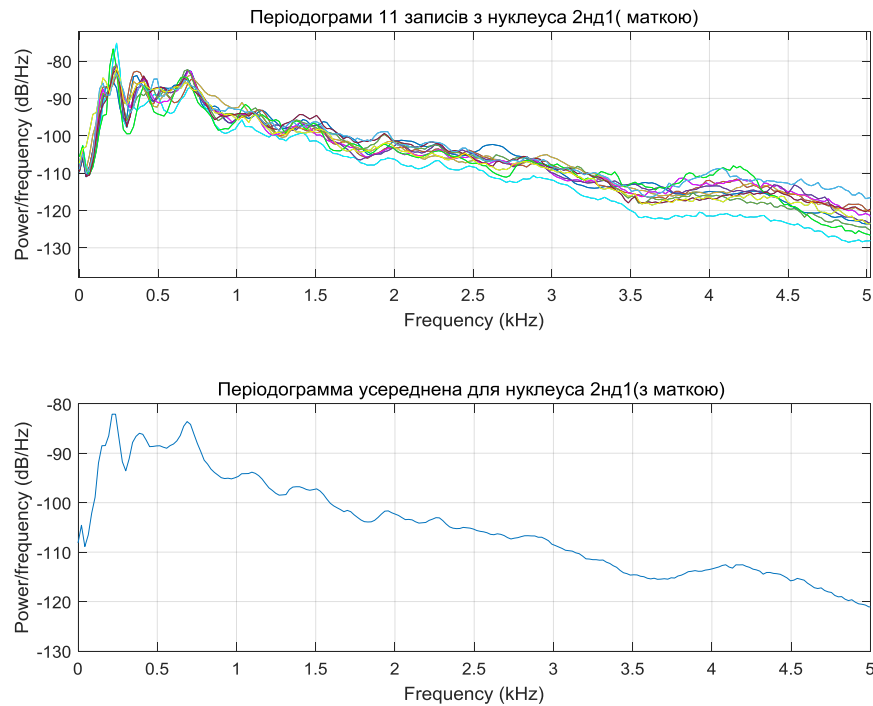 Періодограми 11 записів з нуклеуса 2нд1( маткою)
Power/frequency (dB/Hz)
-80
-90
-100
-110
-120
-130
0 0.5 1 1.5 2 2.5 3 3.5 4 4.5 5
Frequency (kHz)
Періодограмма усереднена для нуклеуса 2нд1(з маткою)
Power/frequency (dB/Hz)
-80
-90
-100
-110
-120
-130
0 0.5 1 1.5 2 2.5 3 3.5 4 4.5 5
Frequency (kHz)